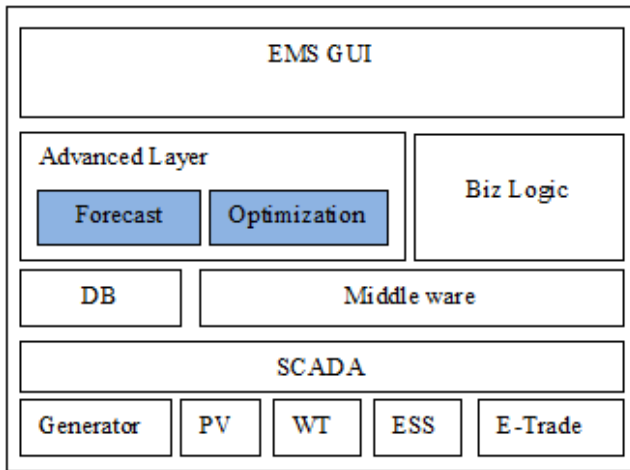 EMS GUI
Advanced Layer
Biz Logic
Forecast
Optimization
DB
Middle ware
SCADA
Generator
PV
WT
ESS
E-Trade